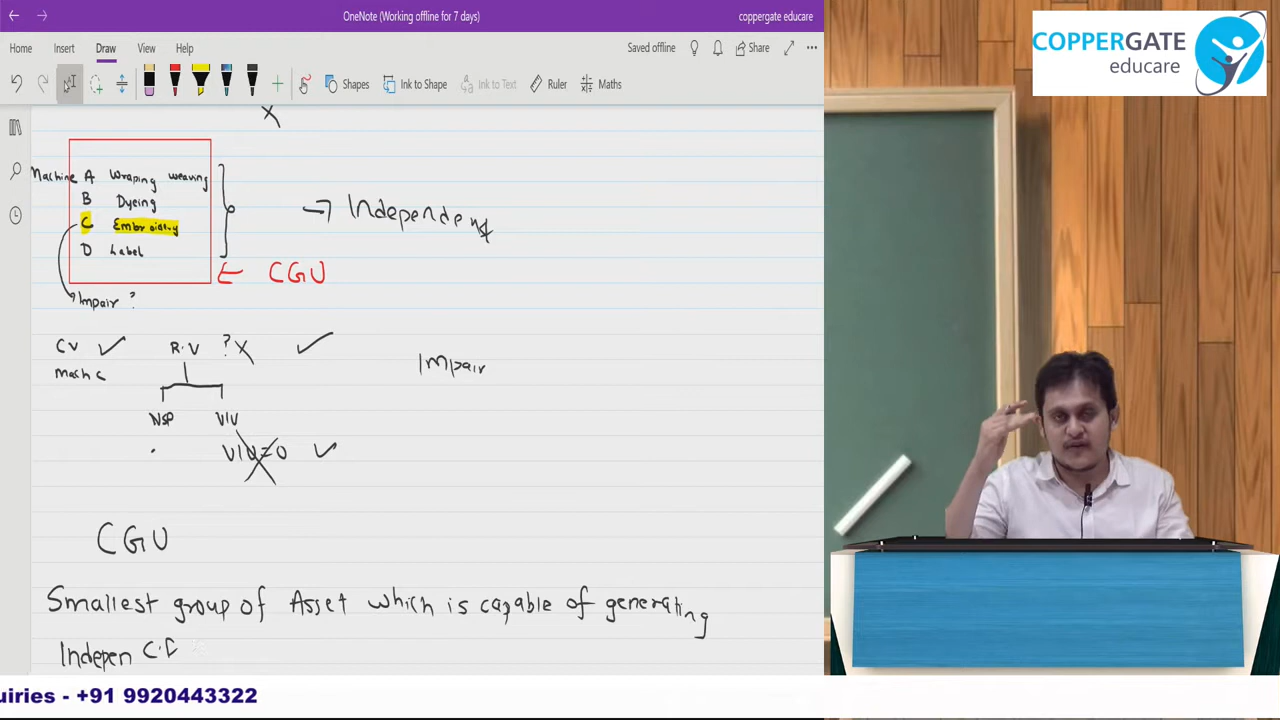 OneNote (Working offline for 7 days)
coppergate educare
Home Insert Draw View Help
Saved offline Share
Shapes Ink to Shape Ink to Text Ruler Maths
COPPERGATE
educare
X
Machine A Wraping weaving
B Dyeing
C Embroidery
D Label
→ Independent
← CGU
Impair ?
CV ✓ R.V ? X ✓
Mach C
Impair
NSP VIU
VIU=0 ✓
CGU
Smallest group of Asset which is capable of generating
Indepen C.F
uiries - +91 9920443322